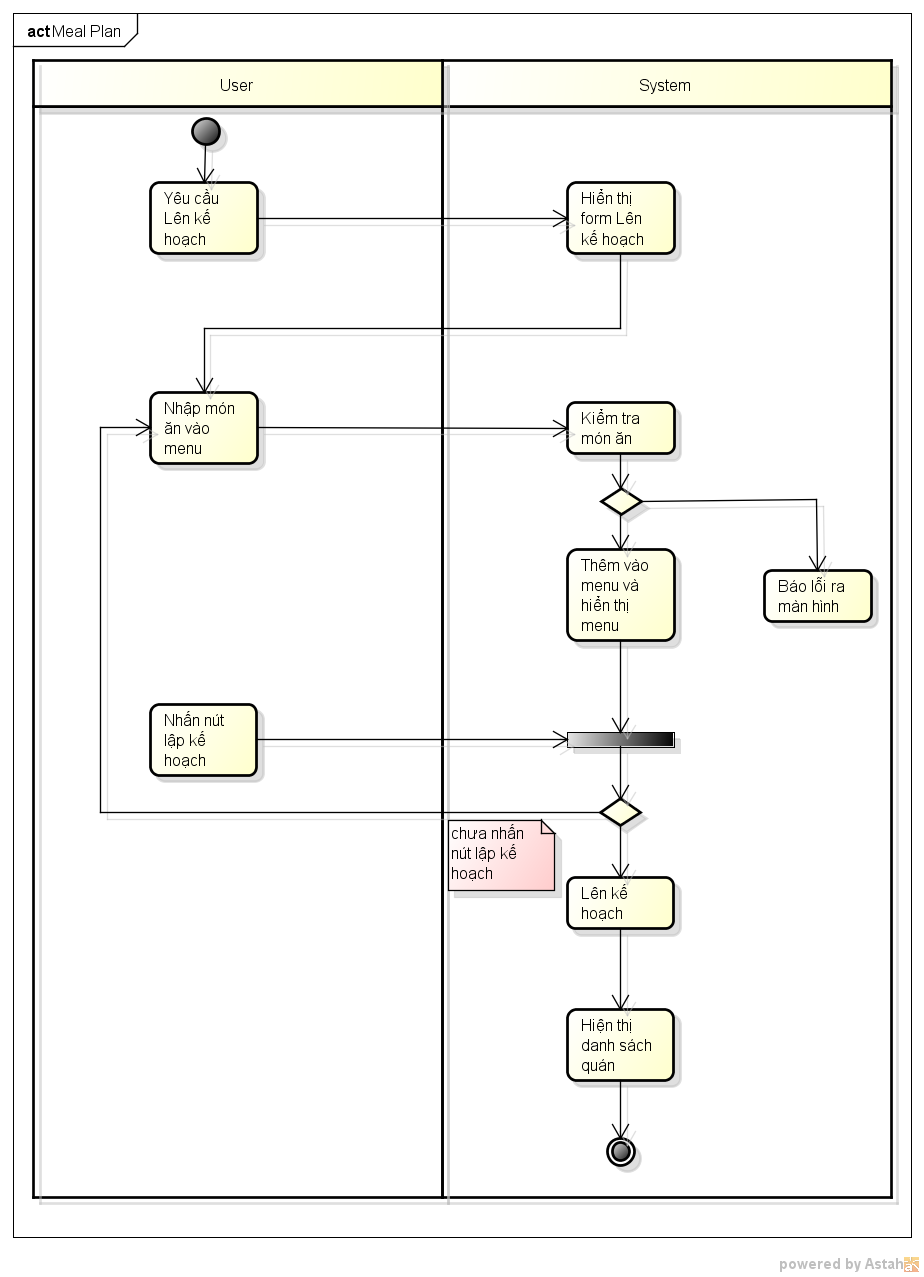 act Meal Plan
User
System
Yêu cầu
Lên kế
hoạch
Hiển thị
form Lên
kế hoạch
Nhập món
ăn vào
menu
Kiểm tra
món ăn
Thêm vào
menu và
hiển thị
menu
Báo lỗi ra
màn hình
Nhấn nút
lập kế
hoạch
chưa nhấn
nút lập kế
hoạch
Lên kế
hoạch
Hiện thị
danh sách
quán
powered by Astah